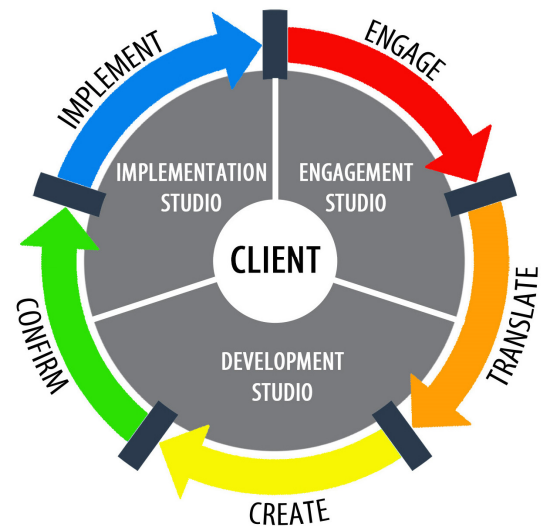 ENGAGE
TRANSLATE
CREATE
CONFIRM
IMPLEMENT
IMPLEMENTATION
STUDIO
ENGAGEMENT
STUDIO
CLIENT
DEVELOPMENT
STUDIO